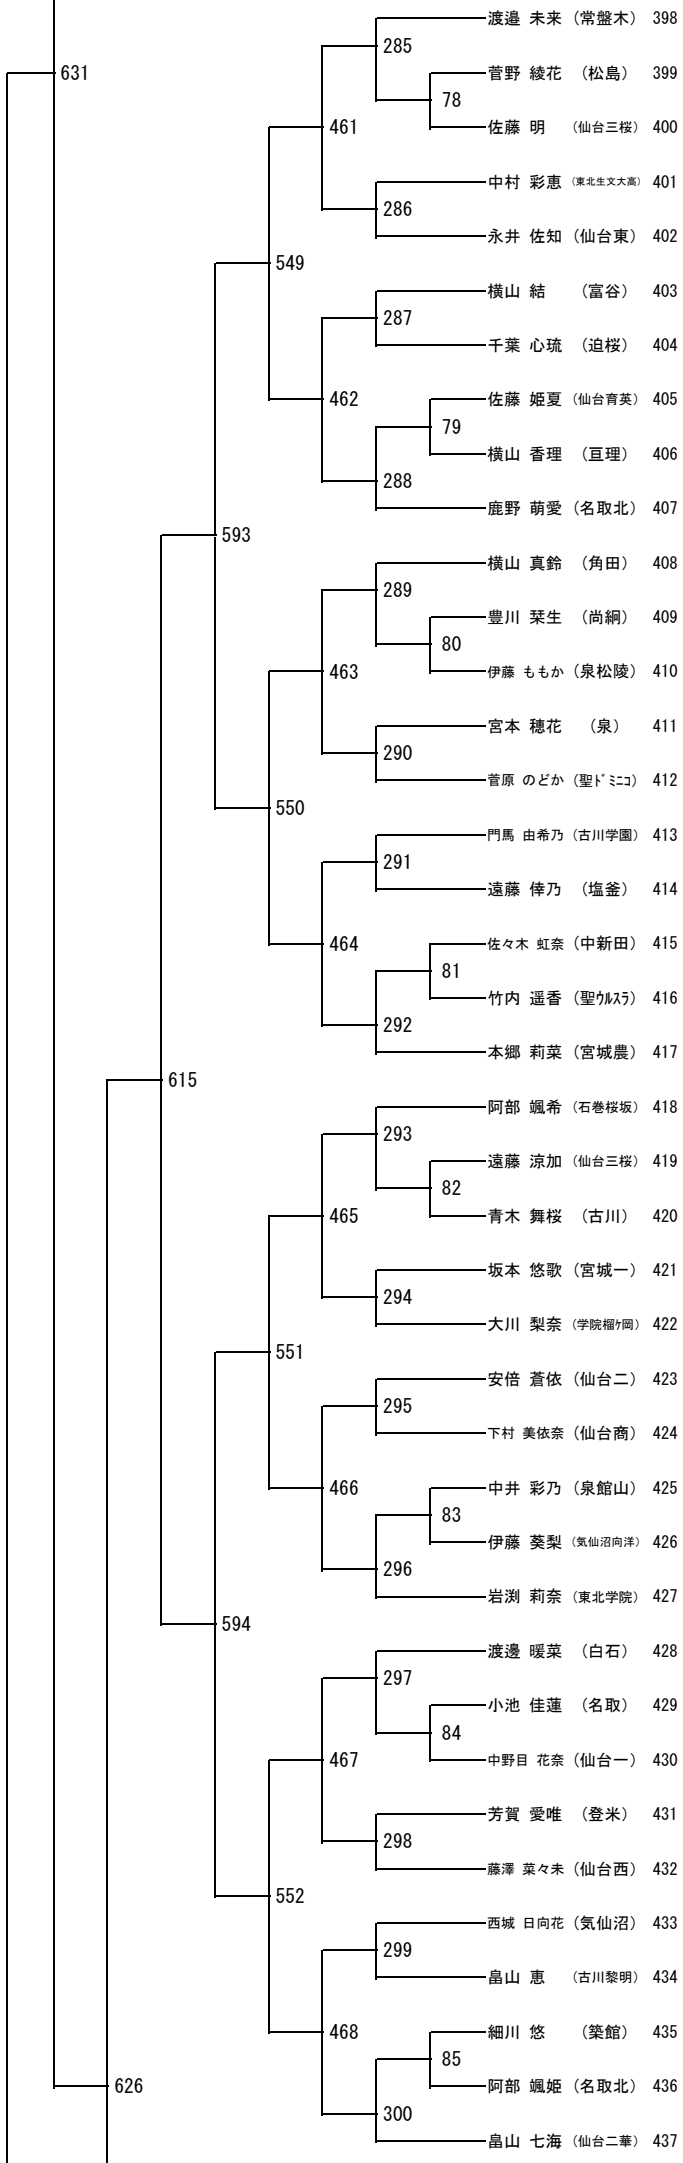 渡邉 未来 (常盤木) 398
285
631
菅野 綾花 (松島) 399
78
461
佐藤 明 (仙台三桜) 400
中村 彩恵 (東北生文大高) 401
286
永井 佐知 (仙台東) 402
549
横山 結 (富谷) 403
287
千葉 心琉 (迫桜) 404
462
佐藤 姫夏 (仙台育英) 405
79
横山 香理 (亘理) 406
288
鹿野 萌愛 (名取北) 407
593
横山 真鈴 (角田) 408
289
豊川 栞生 (尚絅) 409
80
463
伊藤 ももか (泉松陵) 410
宮本 穂花 (泉) 411
290
菅原 のどか (聖ﾄﾞﾐﾆｺ) 412
550
門馬 由希乃 (古川学園) 413
291
遠藤 倖乃 (塩釜) 414
464
佐々木 虹奈 (中新田) 415
81
竹内 遥香 (聖ｳﾙｽﾗ) 416
292
本郷 莉菜 (宮城農) 417
615
阿部 颯希 (石巻桜坂) 418
293
遠藤 涼加 (仙台三桜) 419
82
465
青木 舞桜 (古川) 420
坂本 悠歌 (宮城一) 421
294
大川 梨奈 (学院榴ｹ岡) 422
551
安倍 蒼依 (仙台二) 423
295
下村 美依奈 (仙台商) 424
466
中井 彩乃 (泉館山) 425
83
伊藤 葵梨 (気仙沼向洋) 426
296
岩渕 莉奈 (東北学院) 427
594
渡邊 暖菜 (白石) 428
297
小池 佳蓮 (名取) 429
84
467
中野目 花奈 (仙台一) 430
芳賀 愛唯 (登米) 431
298
藤澤 菜々未 (仙台西) 432
552
西城 日向花 (気仙沼) 433
299
畠山 恵 (古川黎明) 434
468
細川 悠 (築館) 435
85
626
阿部 颯姫 (名取北) 436
300
畠山 七海 (仙台二華) 437